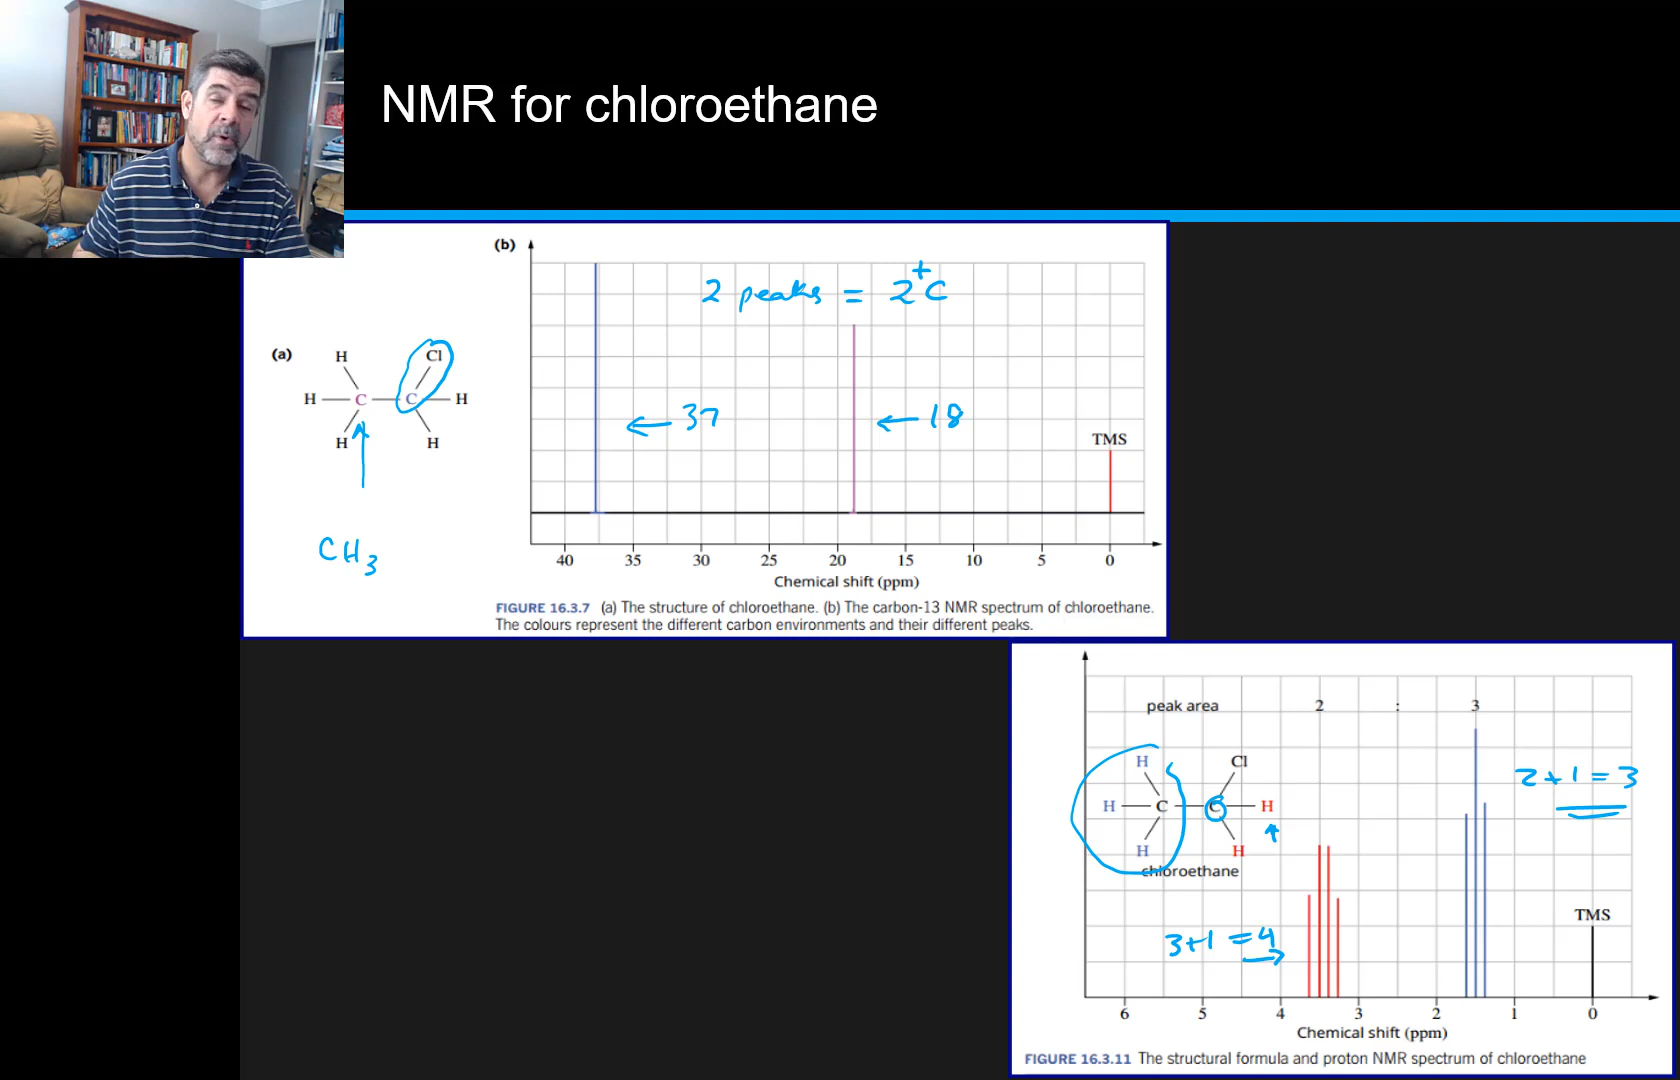 NMR for chloroethane
(b)
2 peaks = 2 C
+
(a)
H
Cl
H C C H
H
H
CH3
← 37
← 18
TMS
40 35 30 25 20 15 10 5 0
Chemical shift (ppm)
FIGURE 16.3.7 (a) The structure of chloroethane. (b) The carbon-13 NMR spectrum of chloroethane.
The colours represent the different carbon environments and their different peaks.
peak area 2 : 3
H
Cl
H C C H
H
H
chloroethane
2+1=3
3+1=4
TMS
6 5 4 3 2 1 0
Chemical shift (ppm)
FIGURE 16.3.11 The structural formula and proton NMR spectrum of chloroethane